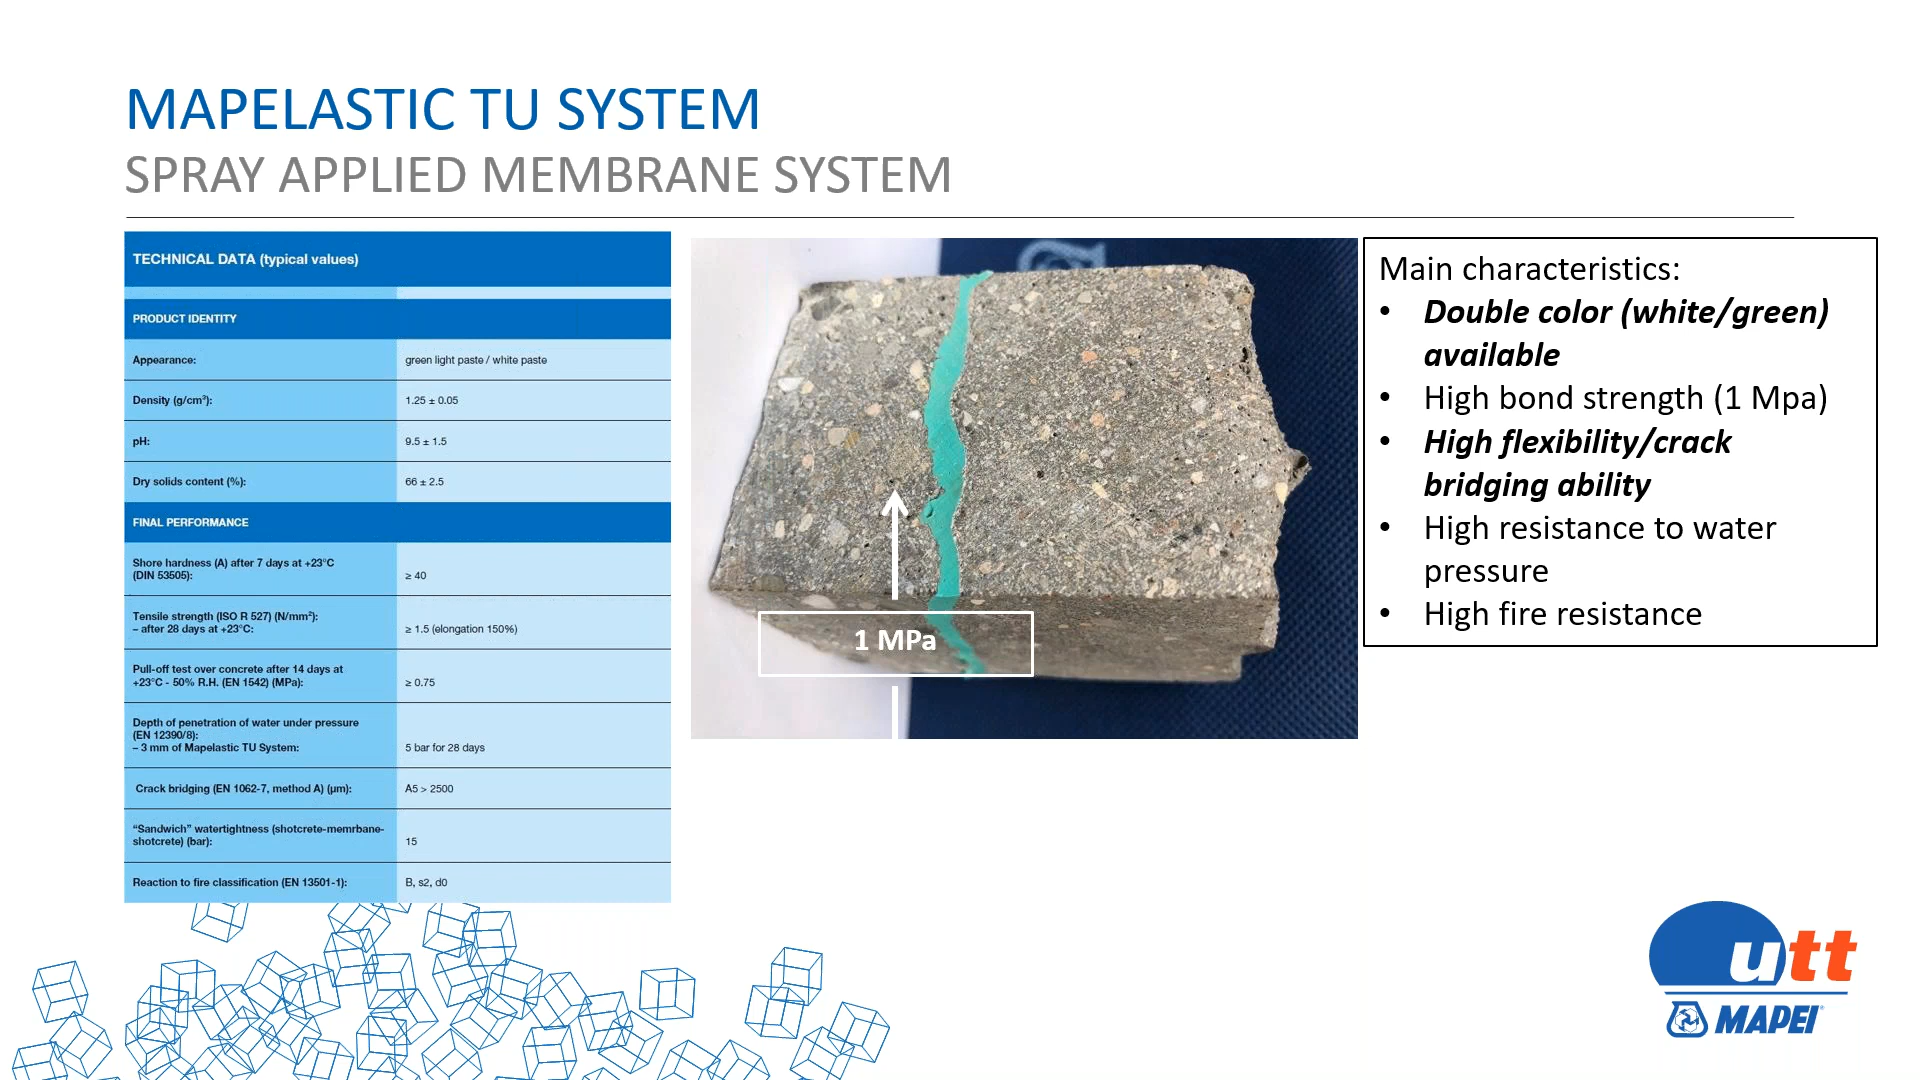 MAPELASTIC TU SYSTEM
SPRAY APPLIED MEMBRANE SYSTEM
TECHNICAL DATA (typical values)
PRODUCT IDENTITY
Appearance: green light paste / white paste
Density (g/cm³): 1.25 ± 0.05
pH: 9.5 ± 1.5
Dry solids content (%): 66 ± 2.5
FINAL PERFORMANCE
Shore hardness (A) after 7 days at +23°C
(DIN 53505): ≥ 40
Tensile strength (ISO R 527) (N/mm²):
– after 28 days at +23°C: ≥ 1.5 (elongation 150%)
Pull-off test over concrete after 14 days at
+23°C - 50% R.H. (EN 1542) (MPa): ≥ 0.75
Depth of penetration of water under pressure
(EN 12390/8):
– 3 mm of Mapelastic TU System: 5 bar for 28 days
Crack bridging (EN 1062-7, method A) (µm): A5 > 2500
“Sandwich” watertightness (shotcrete-memrbane-
shotcrete) (bar): 15
Reaction to fire classification (EN 13501-1): B, s2, d0
1 MPa
Main characteristics:
• Double color (white/green)
available
• High bond strength (1 Mpa)
• High flexibility/crack
bridging ability
• High resistance to water
pressure
• High fire resistance
utt
MAPEI®